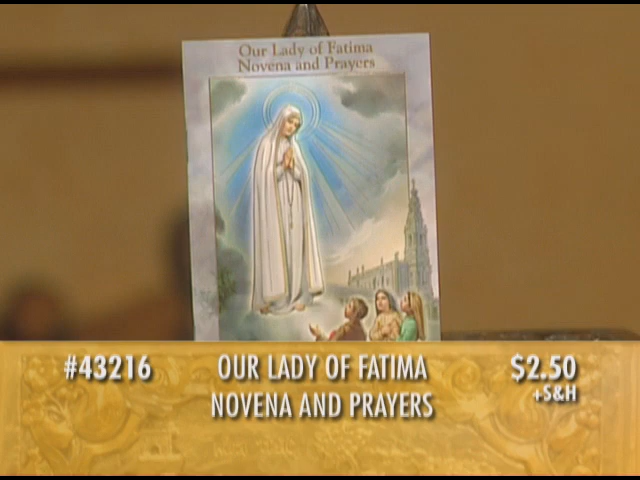 Our Lady of Fatima
Novena and Prayers
#43216
OUR LADY OF FATIMA
NOVENA AND PRAYERS
$2.50
+S&H